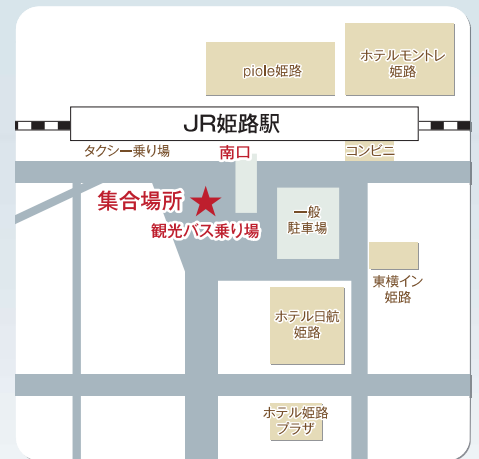 piole姫路
ホテルモントレ
姫路
JR姫路駅
タクシー乗り場
南口
コンビニ
集合場所
観光バス乗り場
一般
駐車場
東横イン
姫路
ホテル日航
姫路
ホテル姫路
プラザ